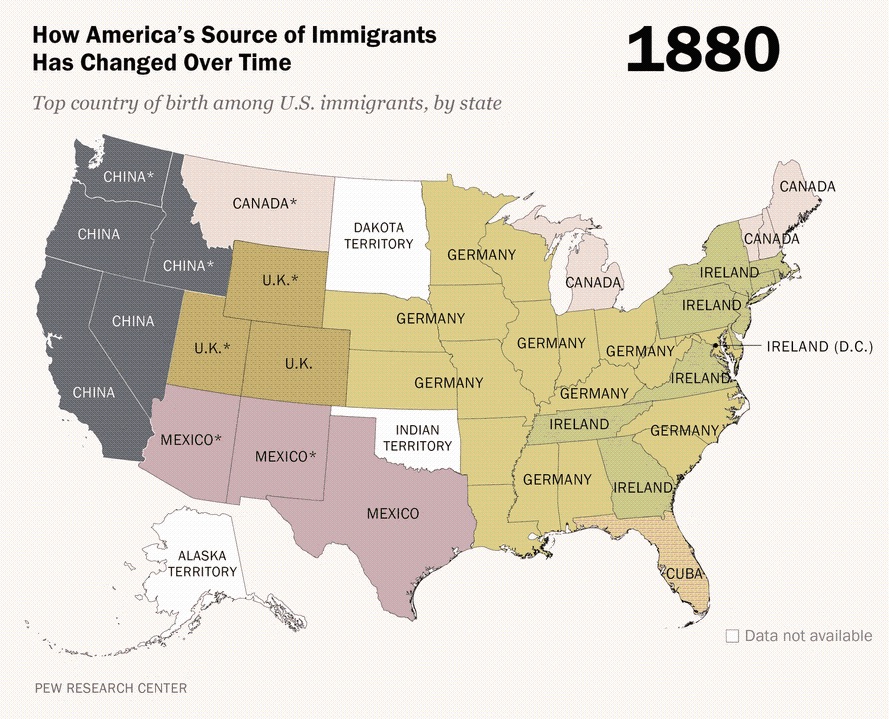 How America's Source of Immigrants
Has Changed Over Time
1880
Top country of birth among U.S. immigrants, by state
CHINA*
CANADA*
CANADA
DAKOTA
TERRITORY
CHINA
CANADA
GERMANY
CHINA*
IRELAND
U.K.*
CANADA
IRELAND
CHINA
GERMANY
GERMANY
IRELAND (D.C.)
U.K.*
GERMANY
U.K.
IRELAND
GERMANY
CHINA
GERMANY
IRELAND
GERMANY
MEXICO*
INDIAN
TERRITORY
MEXICO*
GERMANY
IRELAND
MEXICO
ALASKA
TERRITORY
CUBA
Data not available
PEW RESEARCH CENTER